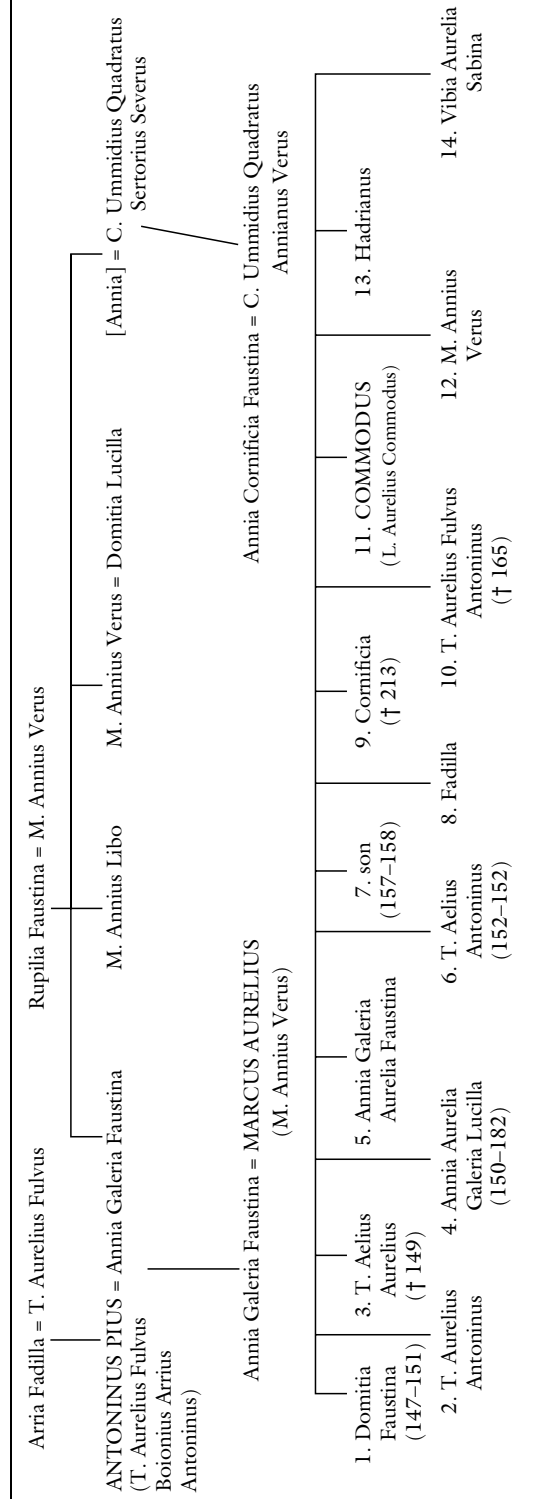 Arria Fadilla = T. Aurelius Fulvus
Rupilia Faustina = M. Annius Verus
ANTONINUS PIUS = Annia Galeria Faustina
(T. Aurelius Fulvus
Boionius Arrius
Antoninus)
M. Annius Libo
M. Annius Verus = Domitia Lucilla
[Annia] = C. Ummidius Quadratus
Sertorius Severus
Annia Galeria Faustina = MARCUS AURELIUS
(M. Annius Verus)
Annia Cornificia Faustina = C. Ummidius Quadratus
Annianus Verus
1. Domitia
Faustina
(147–151)
2. T. Aurelius
Antoninus
3. T. Aelius
Aurelius
(† 149)
4. Annia Aurelia
Galeria Lucilla
(150–182)
5. Annia Galeria
Aurelia Faustina
6. T. Aelius
Antoninus
(152–152)
7. son
(157–158)
8. Fadilla
9. Cornificia
(† 213)
10. T. Aurelius Fulvus
Antoninus
(† 165)
11. COMMODUS
(L. Aurelius Commodus)
12. M. Annius
Verus
13. Hadrianus
14. Vibia Aurelia
Sabina